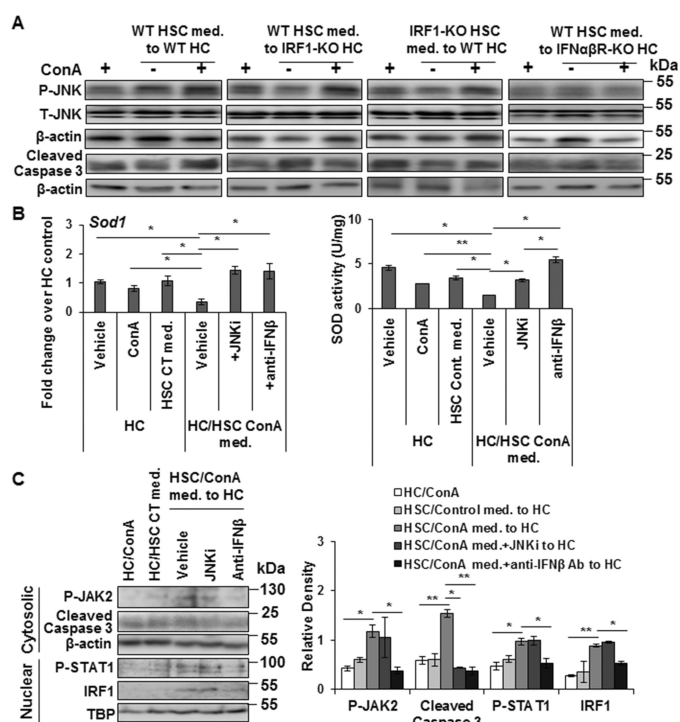 A
WT HSC med. to WT HC
WT HSC med. to IRF1-KO HC
IRF1-KO HSC med. to WT HC
WT HSC med. to IFNαβR-KO HC
ConA + - + + - + + - + + - + kDa
P-JNK 55
T-JNK 55
β-actin 55
Cleaved Caspase 3 25
β-actin 55
B
Sod1
Fold change over HC control
3
2
1
0
* * * * *
Vehicle
ConA
HSC CT med.
Vehicle
+JNKi
+anti-IFNβ
HC
HC/HSC ConA med.
SOD activity (U/mg)
10
5
0
* ** * * * *
Vehicle
ConA
HSC Cont. med.
Vehicle
JNKi
anti-IFNβ
HC
HC/HSC ConA med.
C
HSC/ConA med. to HC
HC/ConA
HC/HSC CT med.
Vehicle
JNKi
Anti-IFNβ
kDa
Cytosolic
P-JAK2 130
Cleaved Caspase 3 25
β-actin 55
Nuclear
P-STAT1 100
IRF1 55
TBP 55
HC/ConA
HSC/Control med. to HC
HSC/ConA med. to HC
HSC/ConA med.+JNKi to HC
HSC/ConA med.+anti-IFNβ Ab to HC
Relative Density
3
2
1
0
* * ** * ** * * ** *
P-JAK2
Cleaved
Caspase 3
P-STAT1
IRF1